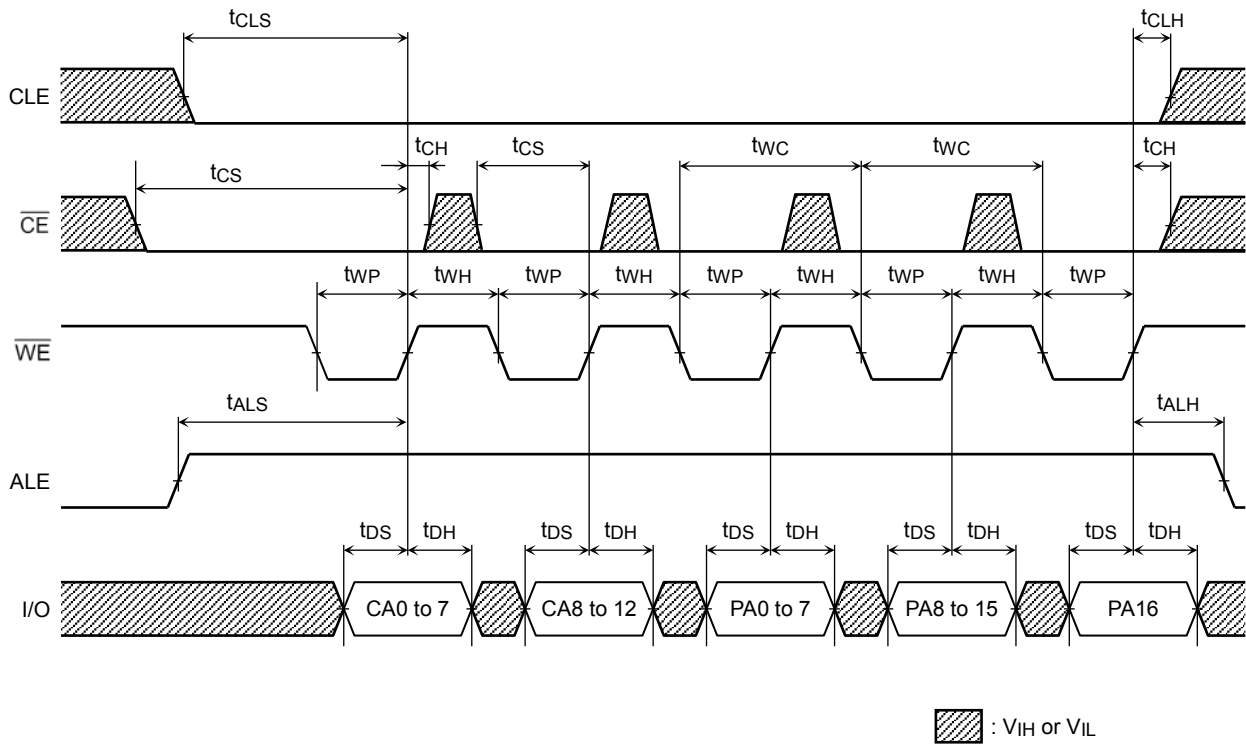 tCLS tCLH
CLE
tCH tCS tWC tWC tCH
tCS
CE
tWP tWH tWP tWH tWP tWH tWP tWH tWP
WE
tALS tALH
ALE
tDS tDH tDS tDH tDS tDH tDS tDH tDS tDH
I/O CA0 to 7 CA8 to 12 PA0 to 7 PA8 to 15 PA16
: VIH or VIL